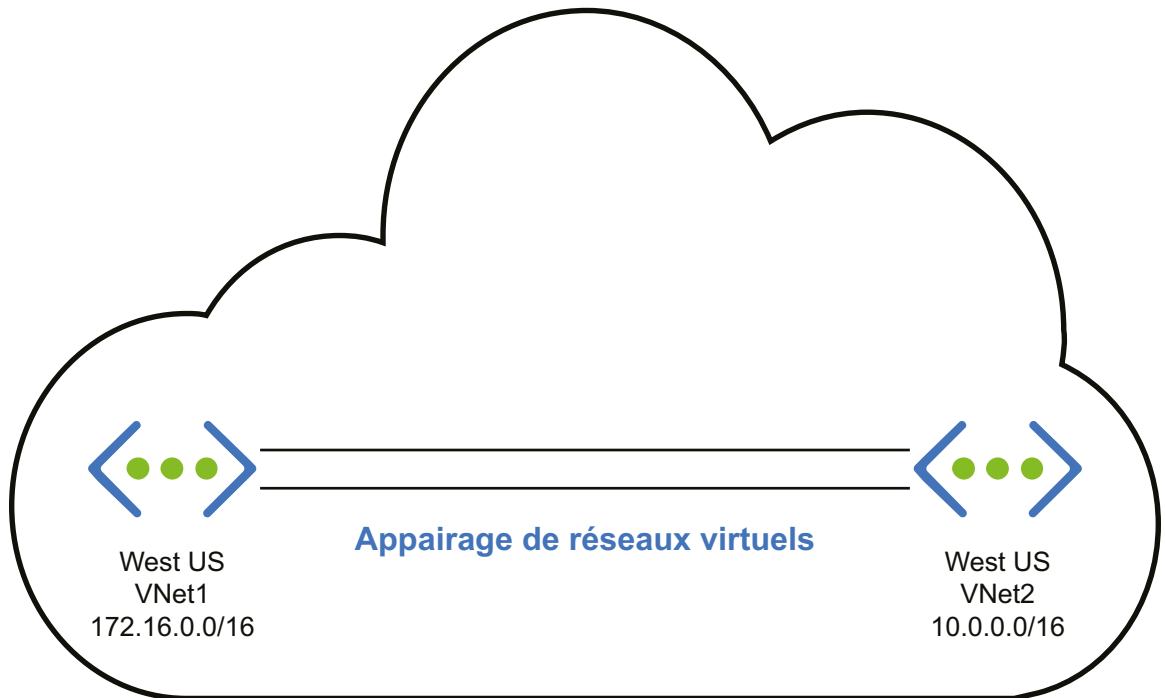 Appairage de réseaux virtuels
West US
VNet1
172.16.0.0/16
West US
VNet2
10.0.0.0/16